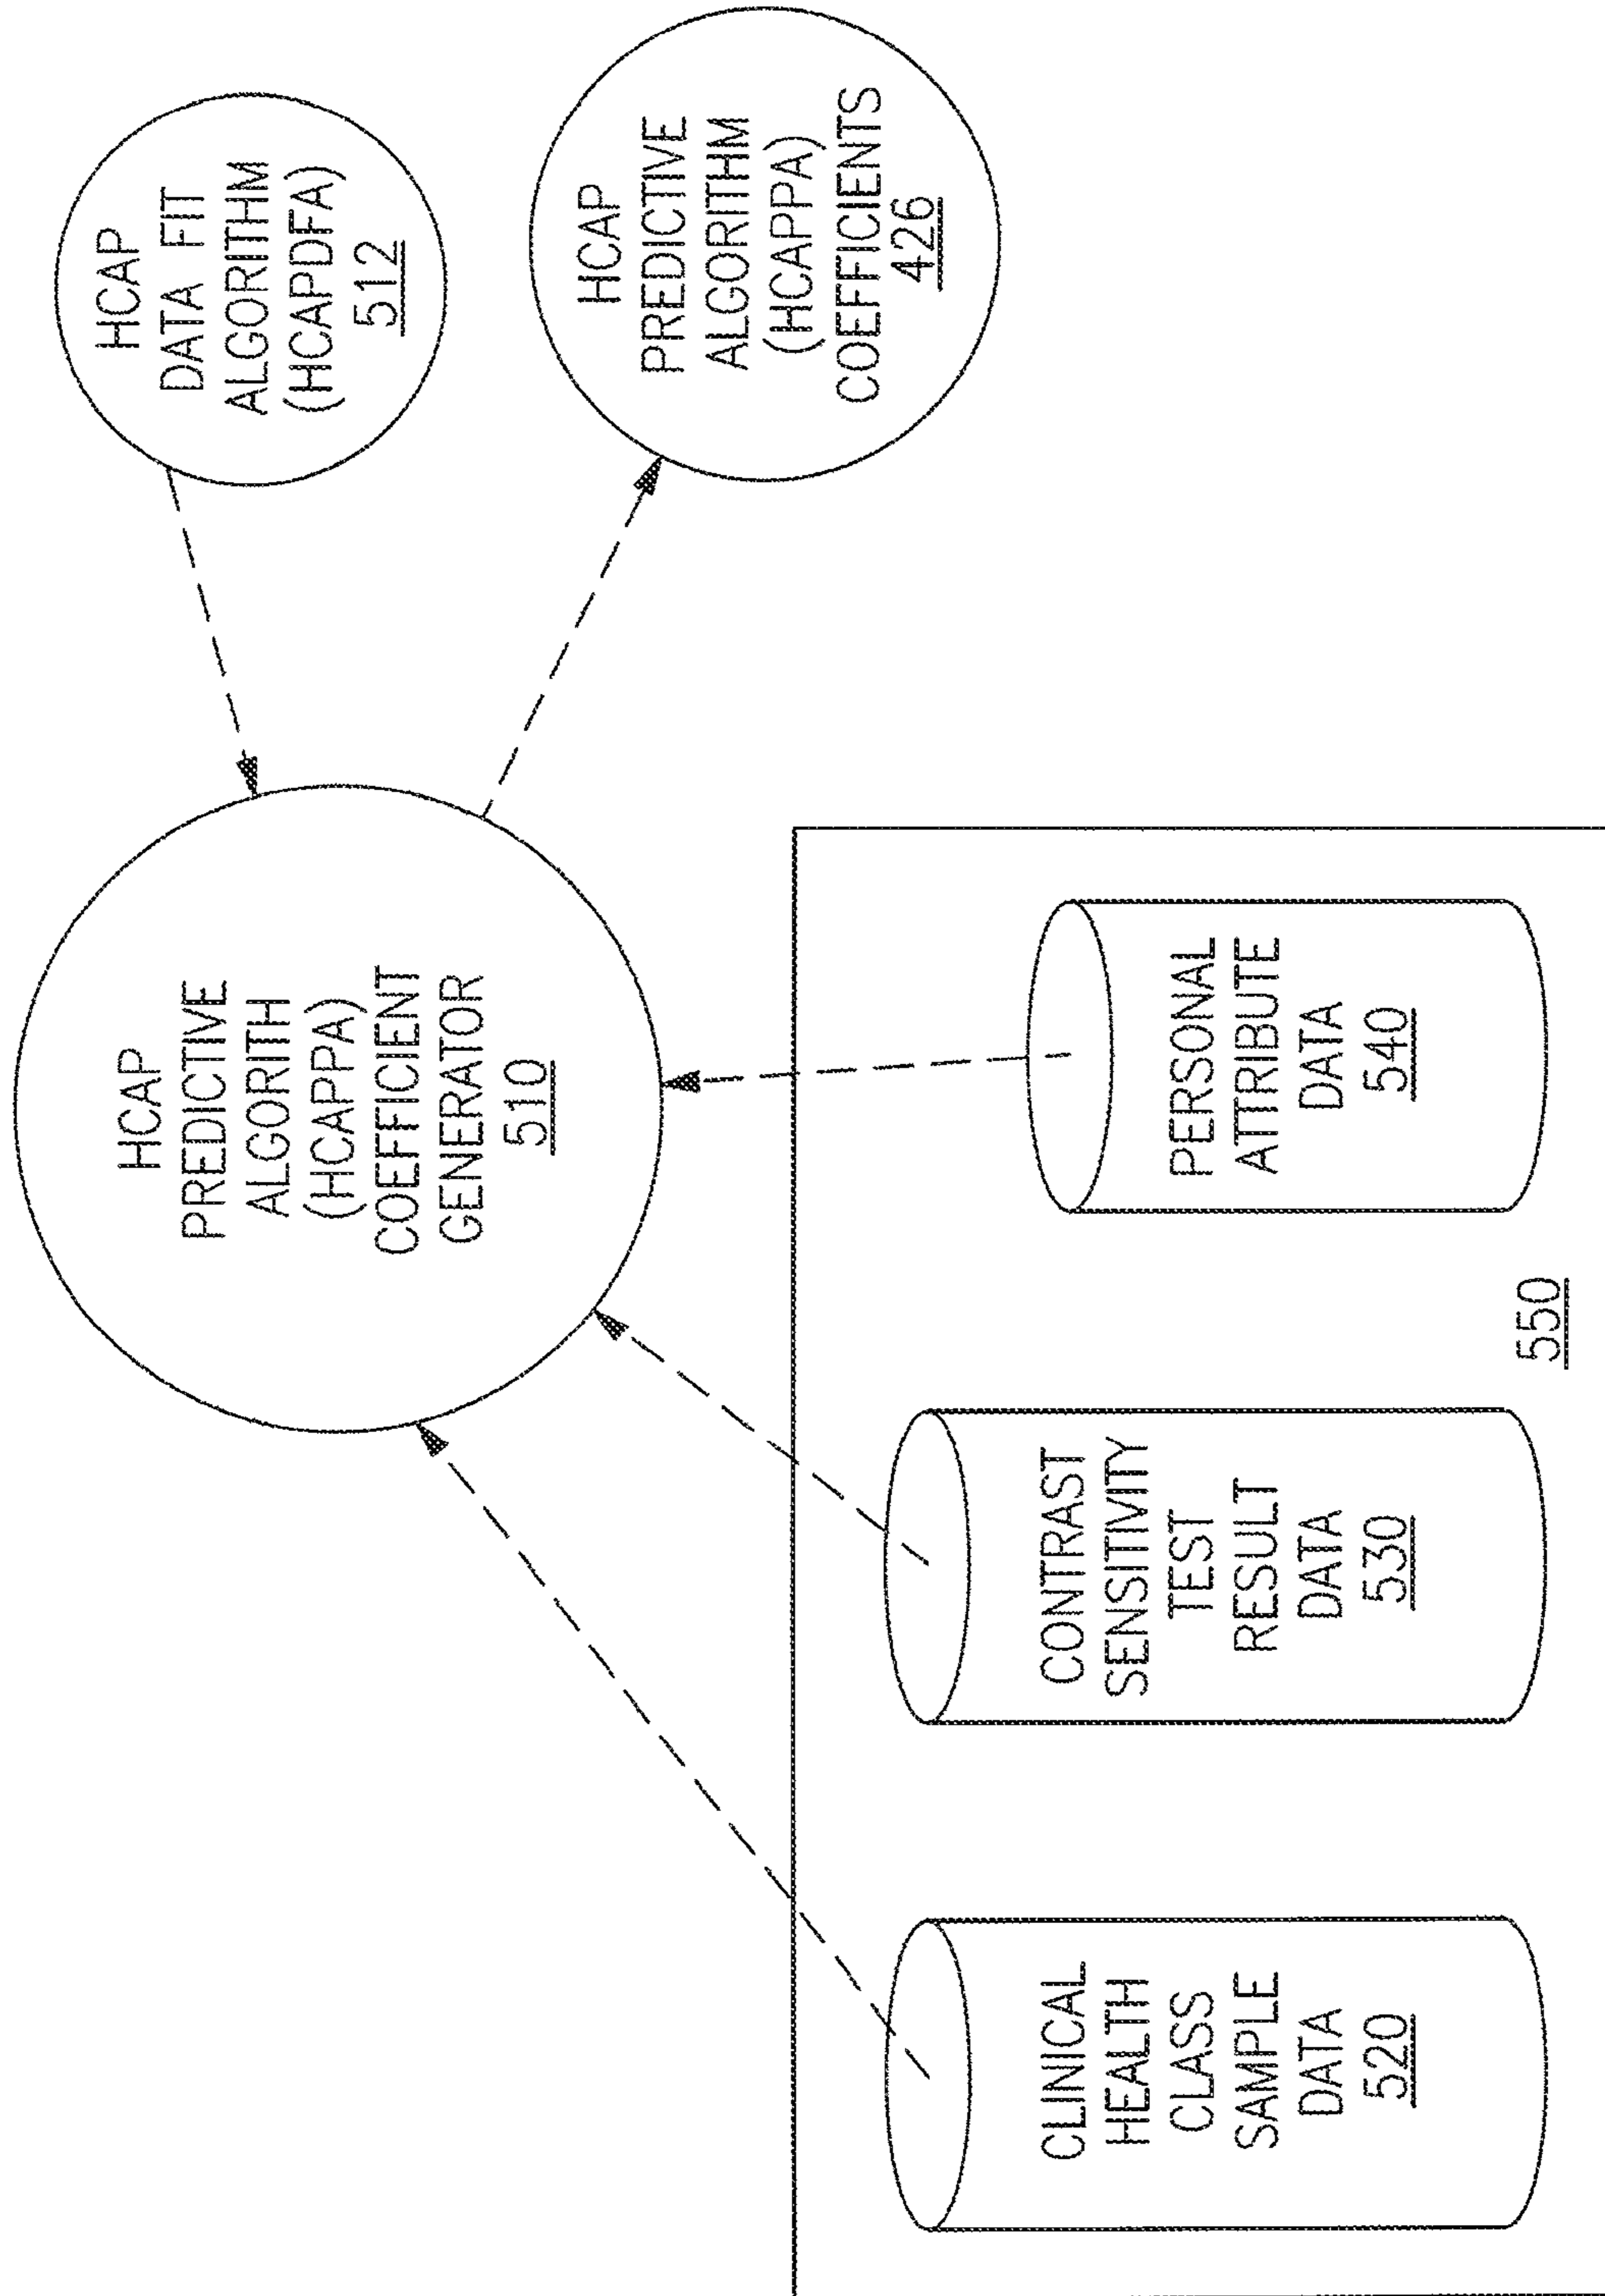 HCAP
PREDICTIVE
ALGORITH
(HCAPPA)
COEFFICIENT
GENERATOR
510
HCAP
DATA FIT
ALGORITHM
(HCAPDFA)
512
HCAP
PREDICTIVE
ALGORITHM
(HCAPPA)
COEFFICIENTS
426
CLINICAL
HEALTH
CLASS
SAMPLE
DATA
520
CONTRAST
SENSITIVITY
TEST
RESULT
DATA
530
PERSONAL
ATTRIBUTE
DATA
540
550